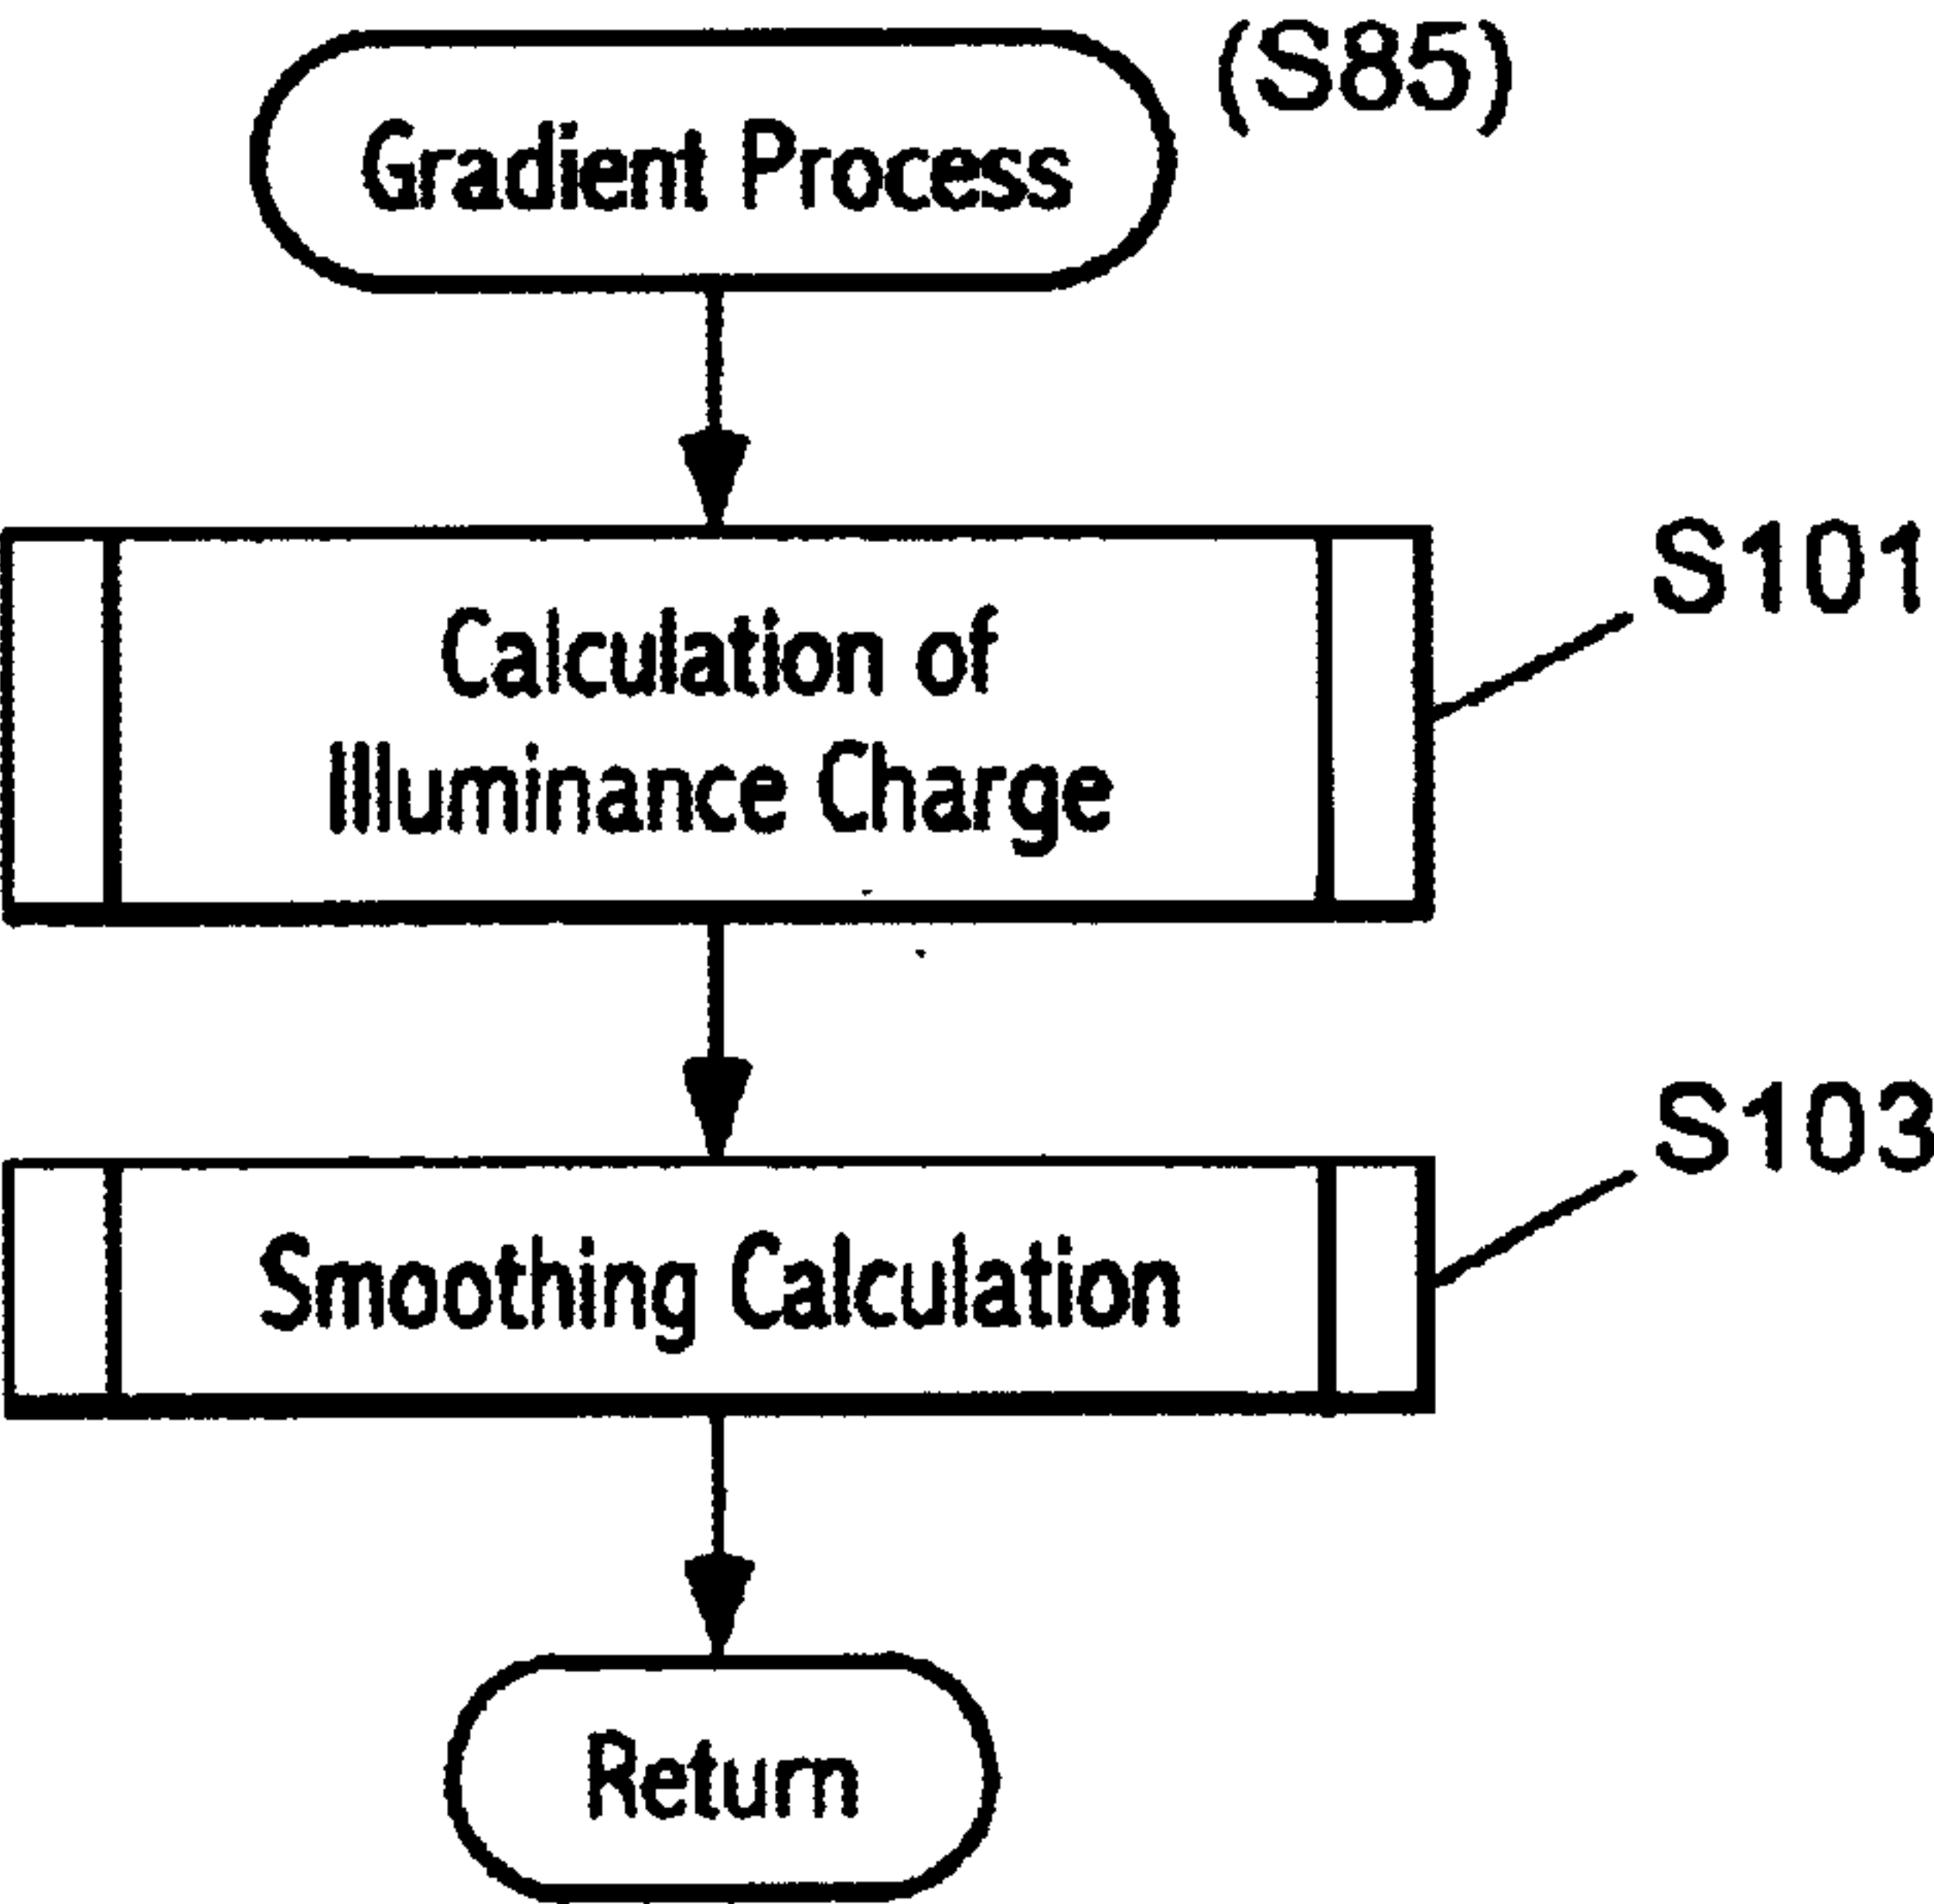 (S85)
Gradient Process
S101
Calculation of
Illuminance Charge
S103
Smoothing Calculation
Return